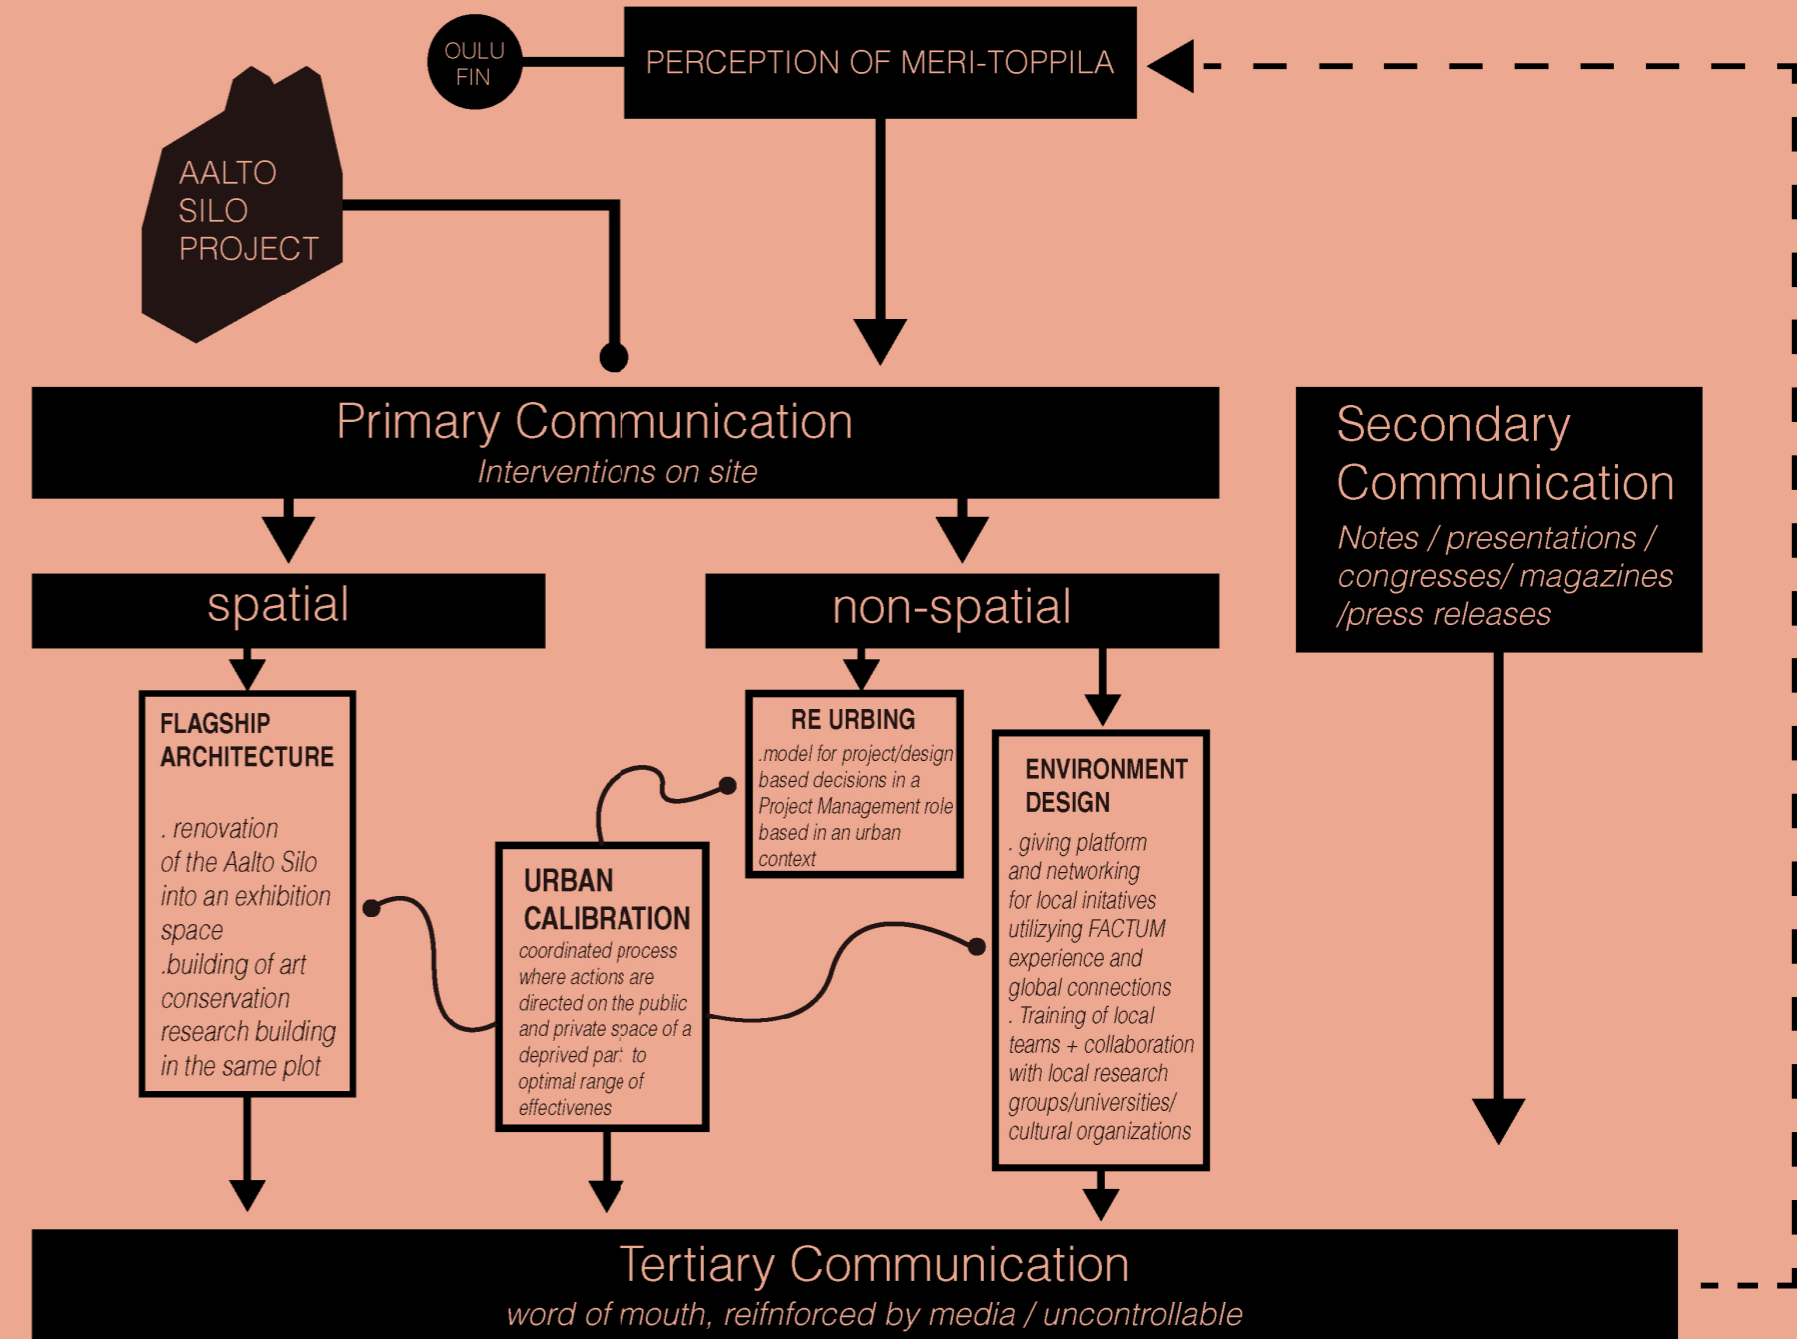 OULU
FIN
PERCEPTION OF MERI-TOPPILA
AALTO
SILO
PROJECT
Primary Communication
Interventions on site
Secondary
Communication
Notes / presentations /
congresses/ magazines
/press releases
spatial
non-spatial
FLAGSHIP
ARCHITECTURE
. renovation
of the Aalto Silo
into an exhibition
space
.building of art
conservation
research building
in the same plot
URBAN
CALIBRATION
coordinated process
where actions are
directed on the public
and private space of a
deprived part to
optimal range of
effectivenes
RE URBING
.model for project/design
based decisions in a
Project Management role
based in an urban
context
ENVIRONMENT
DESIGN
. giving platform
and networking
for local initatives
utilizying FACTUM
experience and
global connections
. Training of local
teams + collaboration
with local research
groups/universities/
cultural organizations
Tertiary Communication
word of mouth, reifnforced by media / uncontrollable